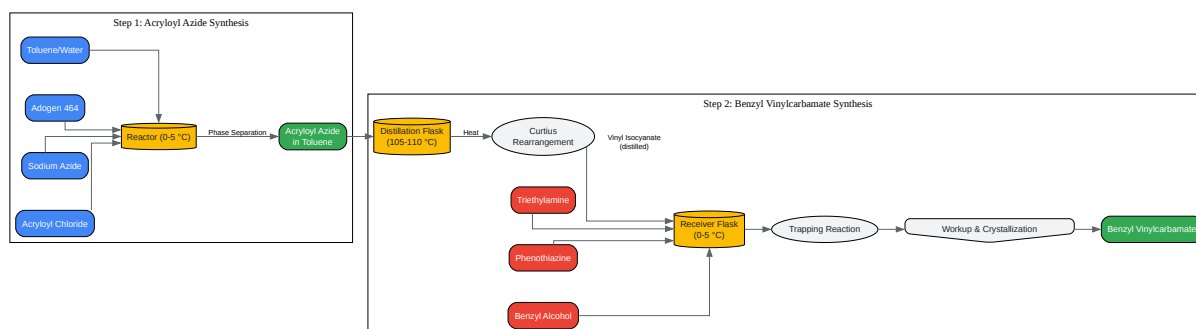 Step 1: Acryloyl Azide Synthesis
Toluene/Water
Adogen 464
Sodium Azide
Acryloyl Chloride
Reactor (0-5 °C)
Phase Separation
Acryloyl Azide
in Toluene
Step 2: Benzyl Vinylcarbamate Synthesis
Distillation Flask
(105-110 °C)
Heat
Curtius
Rearrangement
Vinyl Isocyanate
(distilled)
Triethylamine
Phenothiazine
Benzyl Alcohol
Receiver Flask
(0-5 °C)
Trapping Reaction
Workup & Crystallization
Benzyl Vinylcarbamate